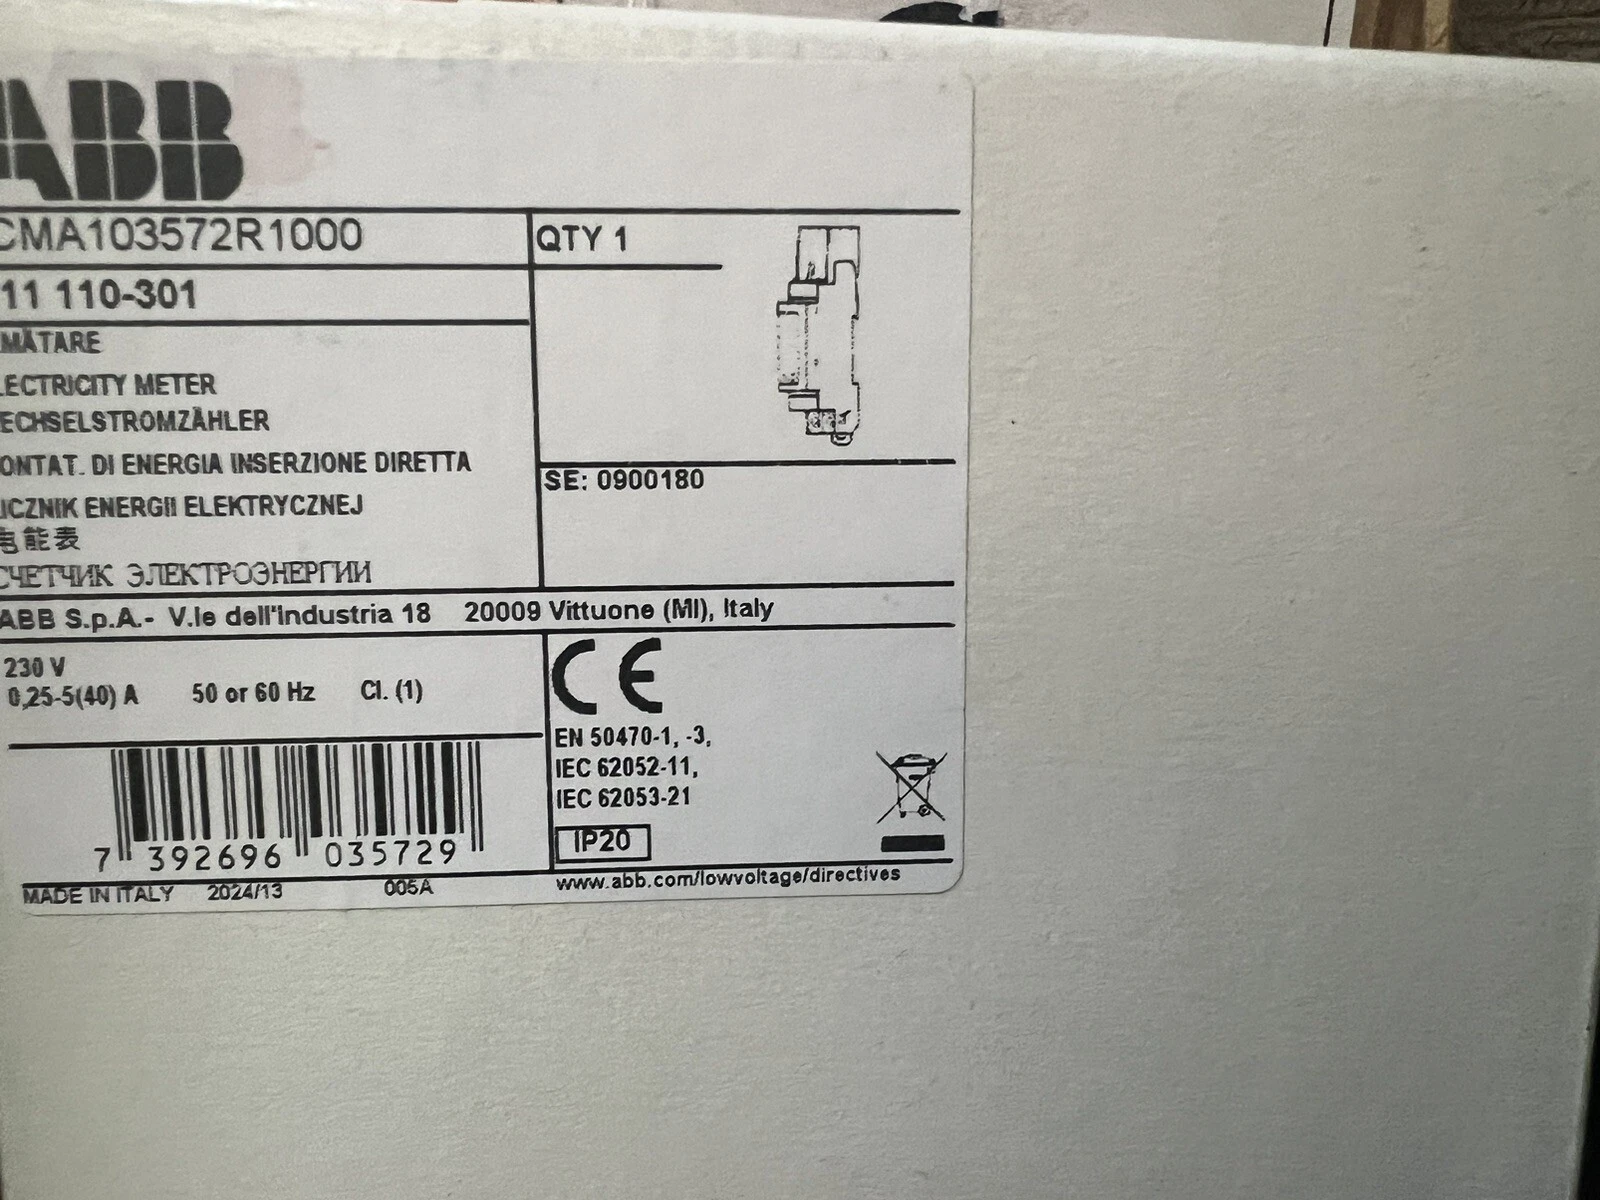 ABB
CMA103572R1000
QTY 1
11 110-301
MÄTARE
LECTRICITY METER
ECHSELSTROMZÄHLER
ONTAT. DI ENERGIA INSERZIONE DIRETTA
ICZNIK ENERGII ELEKTRYCZNEJ
电能表
СЧЕТЧИК ЭЛЕКТРОЭНЕРГИИ
SE: 0900180
ABB S.p.A.- V.le dell'Industria 18 20009 Vittuone (MI), Italy
230 V
0,25-5(40) A 50 or 60 Hz Cl. (1)
CE
EN 50470-1, -3,
IEC 62052-11,
IEC 62053-21
IP20
7 392696 035729
MADE IN ITALY 2024/13 005A
www.abb.com/lowvoltage/directives